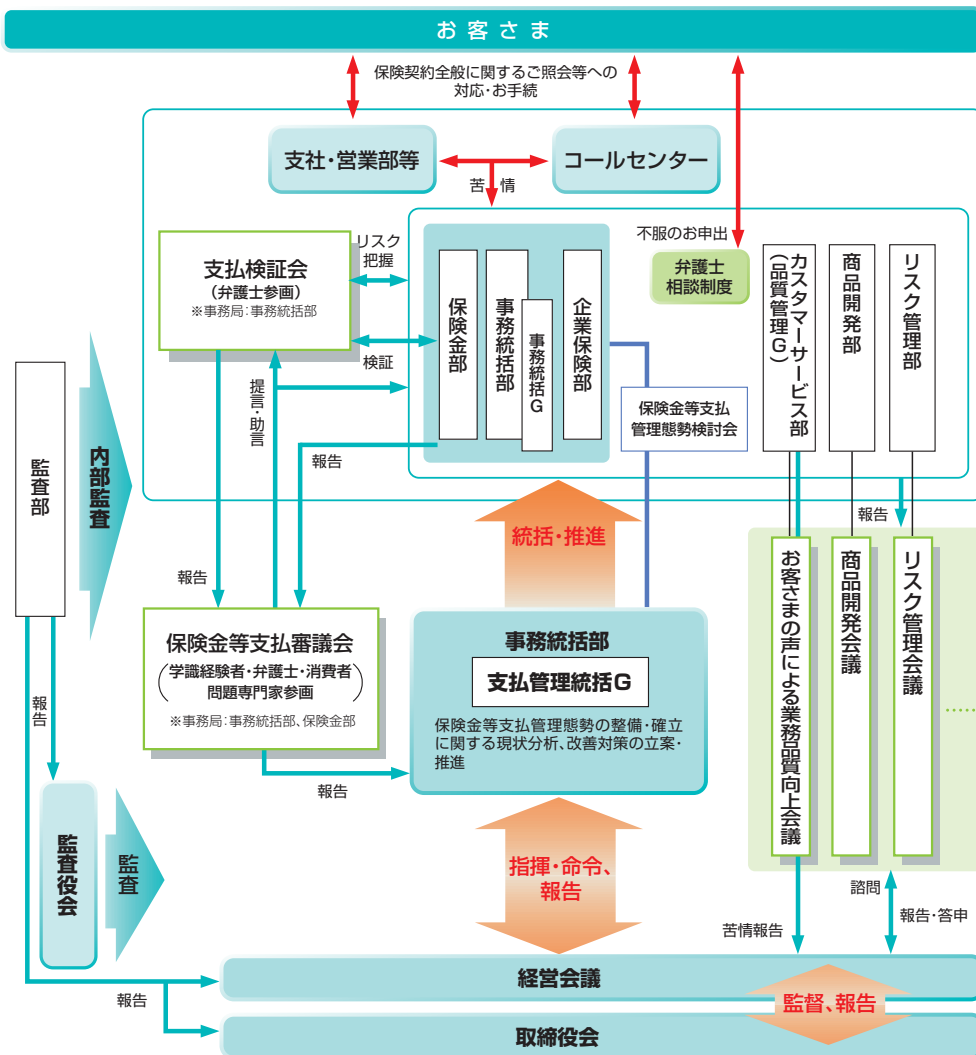 お客さま
保険契約全般に関するご照会等への
対応・お手続
支社・営業部等
コールセンター
苦情
不服のお申出
弁護士
相談制度
リスク
把握
支払検証会
(弁護士参画)
※事務局:事務統括部
検証
保険金部
事務統括部
事務統括G
企業保険部
カスタマーサービス部
(品質管理G)
商品開発部
リスク管理部
保険金等支払
管理態勢検討会
提言・助言
報告
監査部
内部監査
報告
統括・推進
報告
保険金等支払審議会
(学識経験者・弁護士・消費者
問題専門家参画)
※事務局:事務統括部、保険金部
事務統括部
支払管理統括G
保険金等支払管理態勢の整備・確立
に関する現状分析、改善対策の立案・
推進
お客さまの声による業務品質向上会議
商品開発会議
リスク管理会議
報告
報告
監査役会
監査
指揮・命令、
報告
苦情報告
諮問
報告・答申
報告
経営会議
監督、報告
取締役会